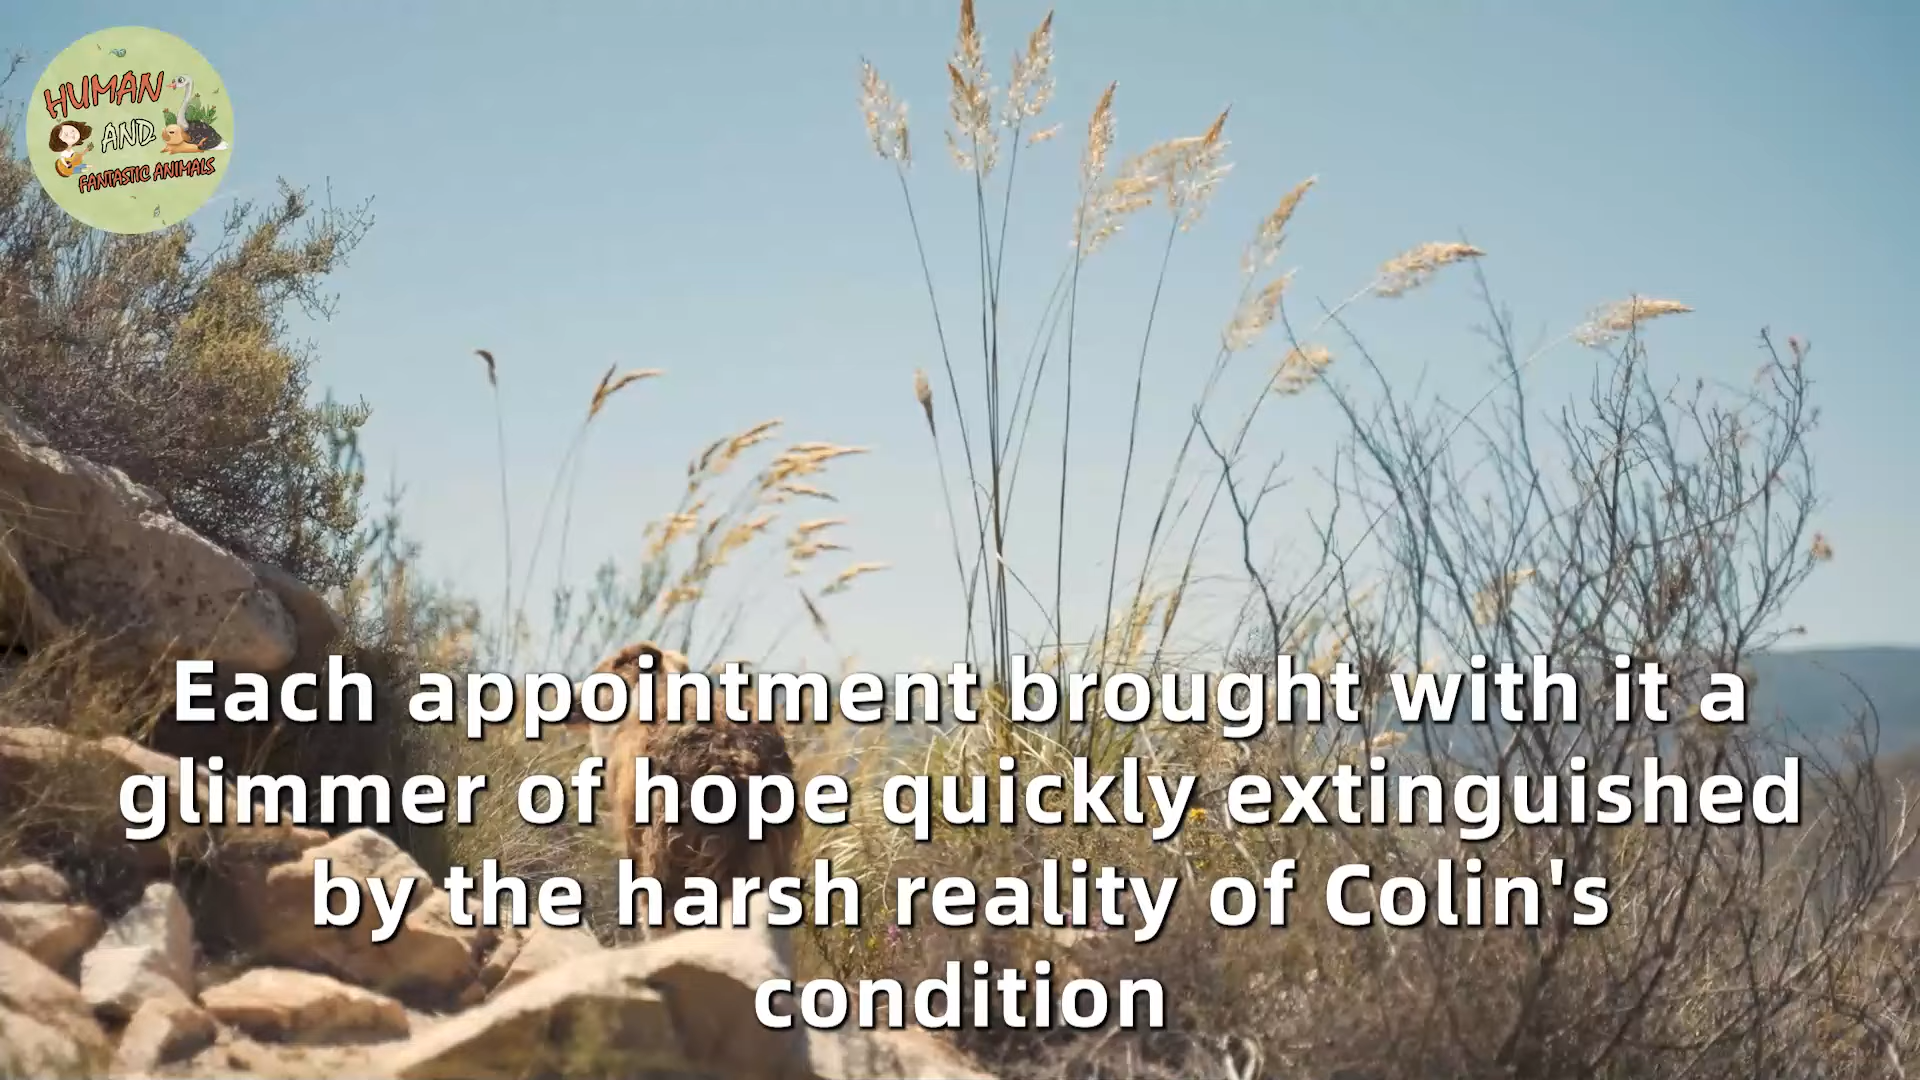 HUMAN
AND
FANTASTIC ANIMALS
Each appointment brought with it a
glimmer of hope quickly extinguished
by the harsh reality of Colin's
condition